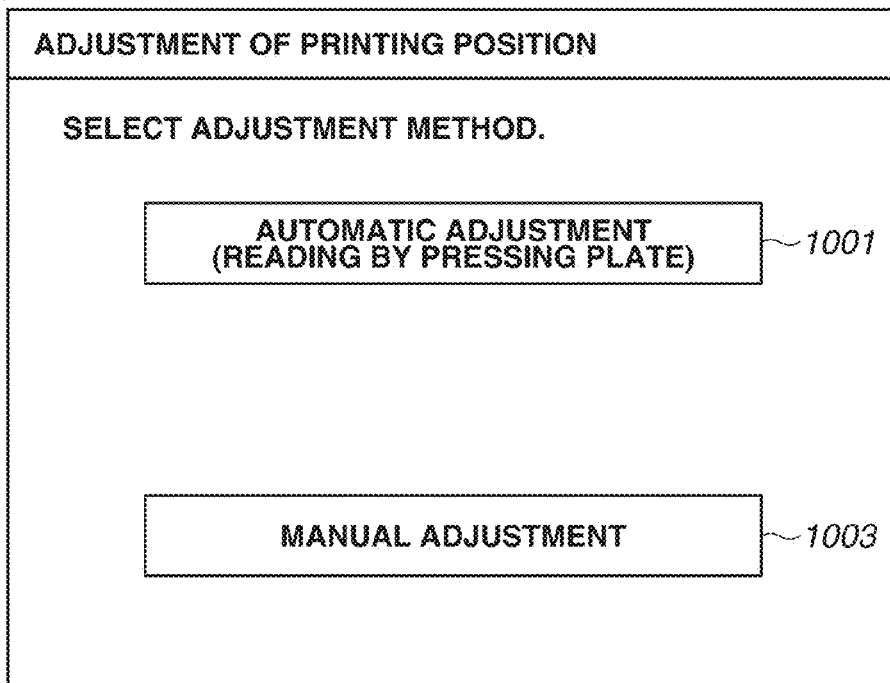 ADJUSTMENT OF PRINTING POSITION
SELECT ADJUSTMENT METHOD.
AUTOMATIC ADJUSTMENT
(READING BY PRESSING PLATE)
1001
MANUAL ADJUSTMENT
1003